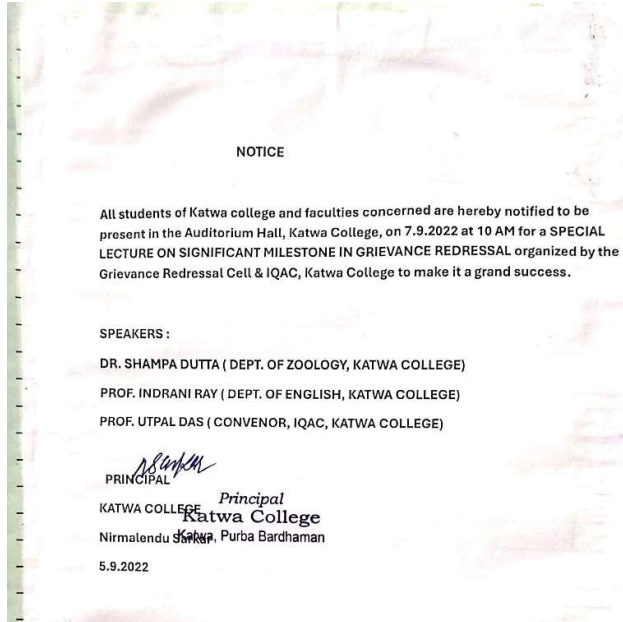 NOTICE
All students of Katwa college and faculties concerned are hereby notified to be
present in the Auditorium Hall, Katwa College, on 7.9.2022 at 10 AM for a SPECIAL
LECTURE ON SIGNIFICANT MILESTONE IN GRIEVANCE REDRESSAL organized by the
Grievance Redressal Cell & IQAC, Katwa College to make it a grand success.
SPEAKERS :
DR. SHAMPA DUTTA ( DEPT. OF ZOOLOGY, KATWA COLLEGE)
PROF. INDRANI RAY ( DEPT. OF ENGLISH, KATWA COLLEGE)
PROF. UTPAL DAS ( CONVENOR, IQAC, KATWA COLLEGE)
PRINCIPAL
Principal
KATWA COLLEGE
Katwa College
Nirmalendu Sarkar
Katwa, Purba Bardhaman
5.9.2022